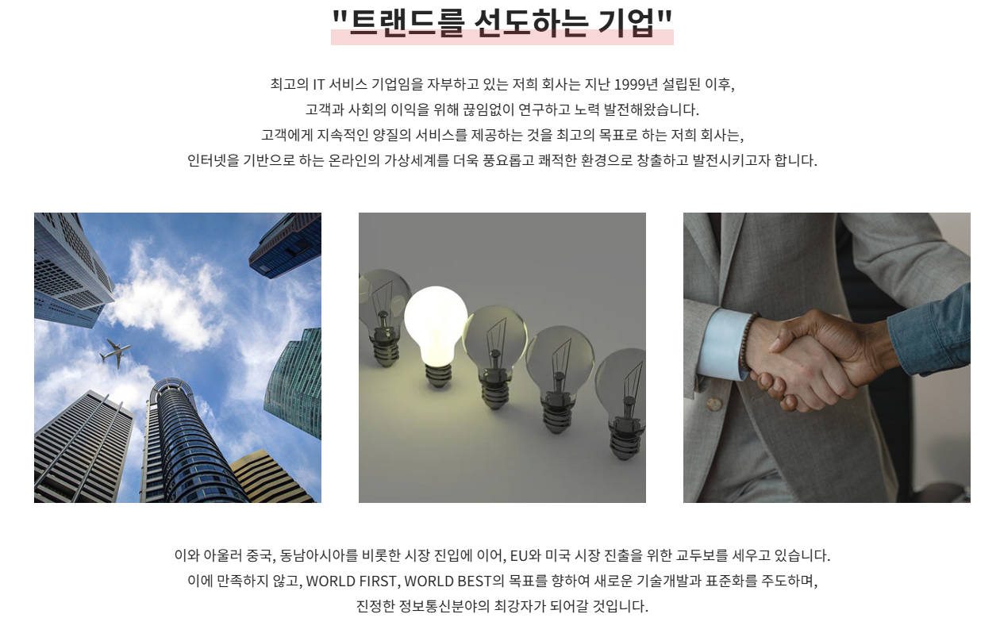 "트랜드를 선도하는 기업"
최고의 IT 서비스 기업임을 자부하고 있는 저희 회사는 지난 1999년 설립된 이후,
고객과 사회의 이익을 위해 끊임없이 연구하고 노력 발전해왔습니다.
고객에게 지속적인 양질의 서비스를 제공하는 것을 최고의 목표로 하는 저희 회사는,
인터넷을 기반으로 하는 온라인의 가상세계를 더욱 풍요롭고 쾌적한 환경으로 창출하고 발전시키고자 합니다.
이와 아울러 중국, 동남아시아를 비롯한 시장 진입에 이어, EU와 미국 시장 진출을 위한 교두보를 세우고 있습니다.
이에 만족하지 않고, WORLD FIRST, WORLD BEST의 목표를 향하여 새로운 기술개발과 표준화를 주도하며,
진정한 정보통신분야의 최강자가 되어갈 것입니다.